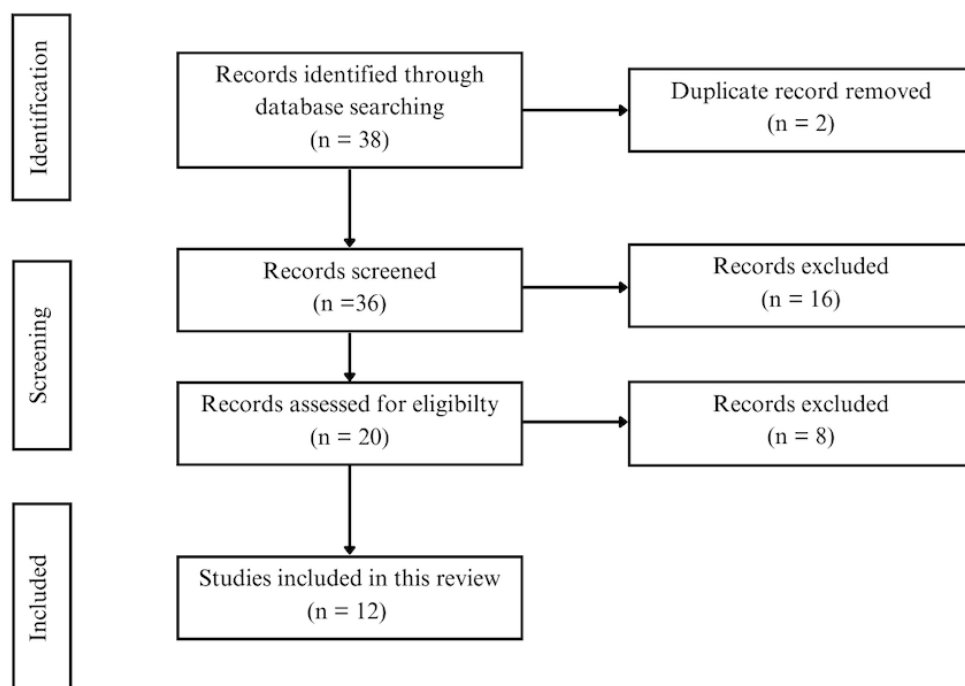 Identification
Records identified through
database searching
(n = 38)
Duplicate record removed
(n = 2)
Screening
Records screened
(n =36)
Records excluded
(n = 16)
Records assessed for eligibilty
(n = 20)
Records excluded
(n = 8)
Included
Studies included in this review
(n = 12)